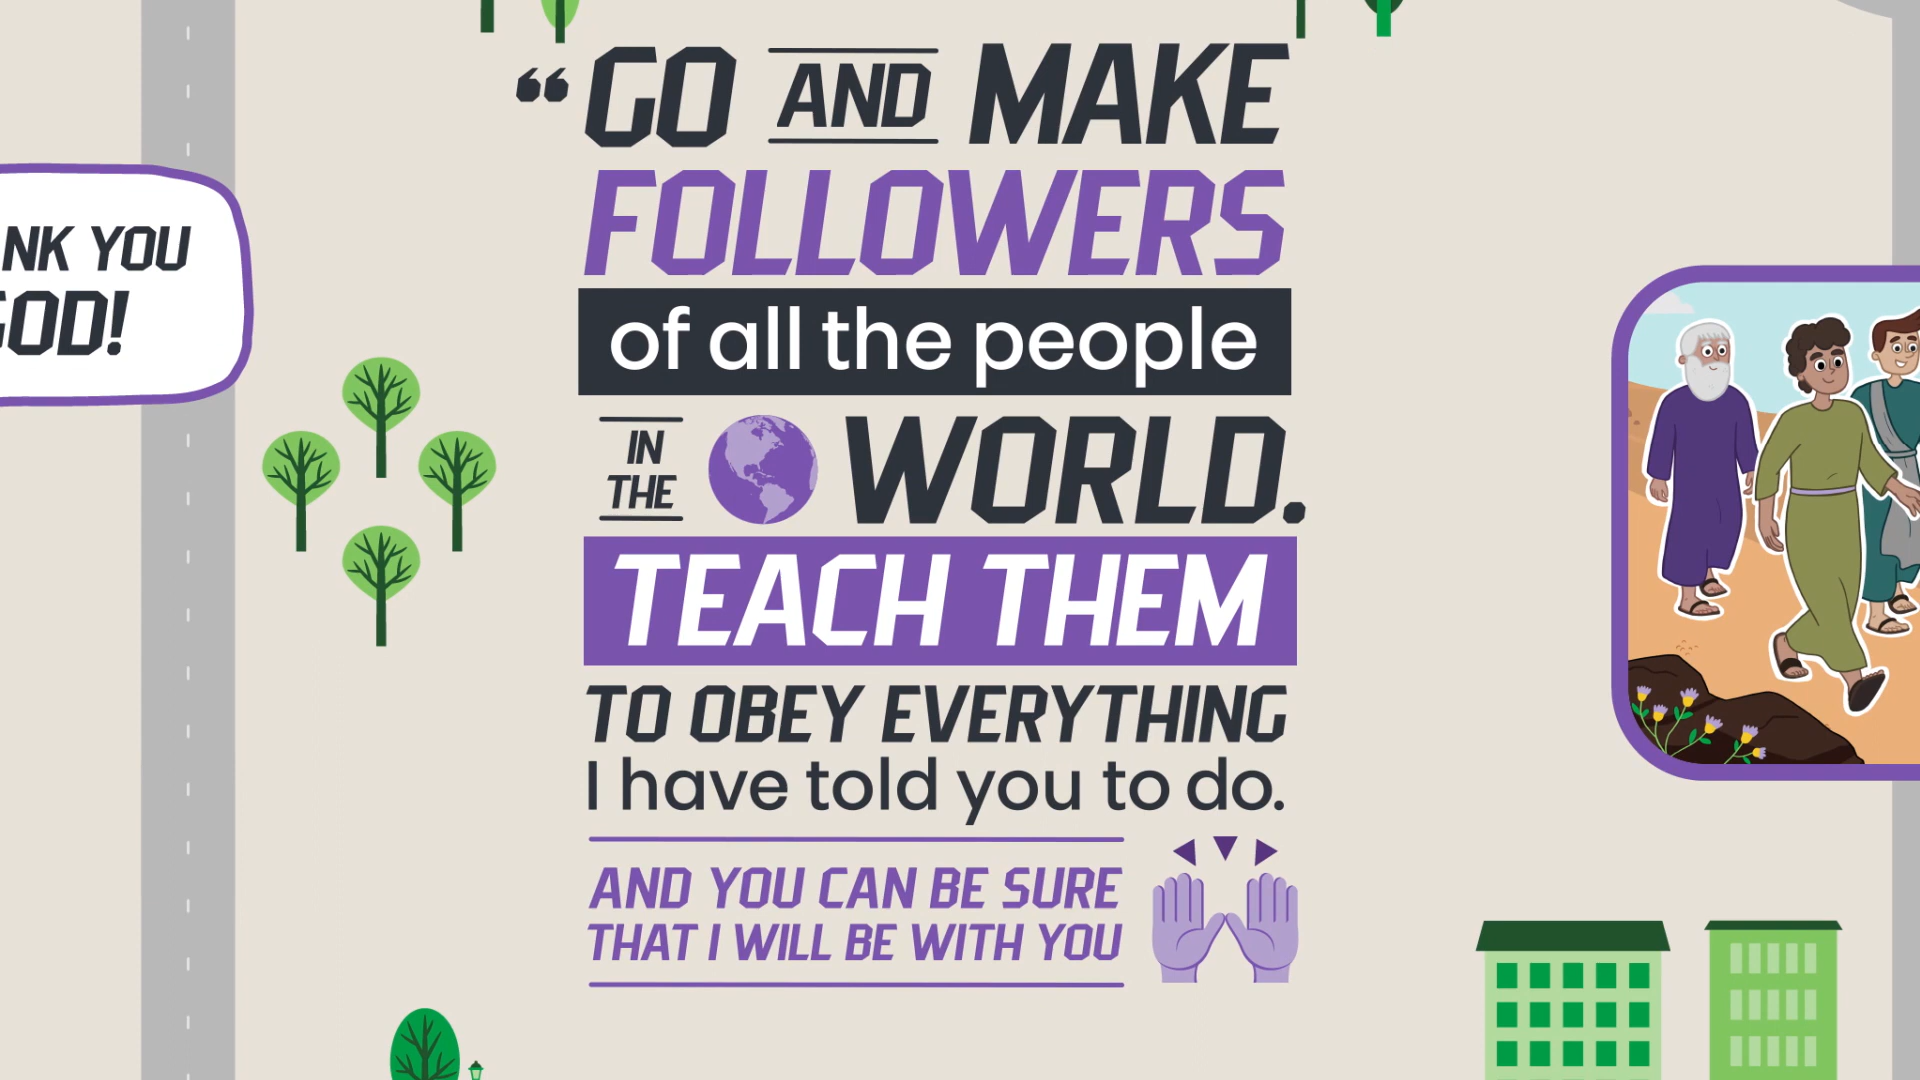 “GO AND MAKE
FOLLOWERS
of all the people
IN
THE
WORLD.
TEACH THEM
TO OBEY EVERYTHING
I have told you to do.
AND YOU CAN BE SURE
THAT I WILL BE WITH YOU
NK YOU
OD!